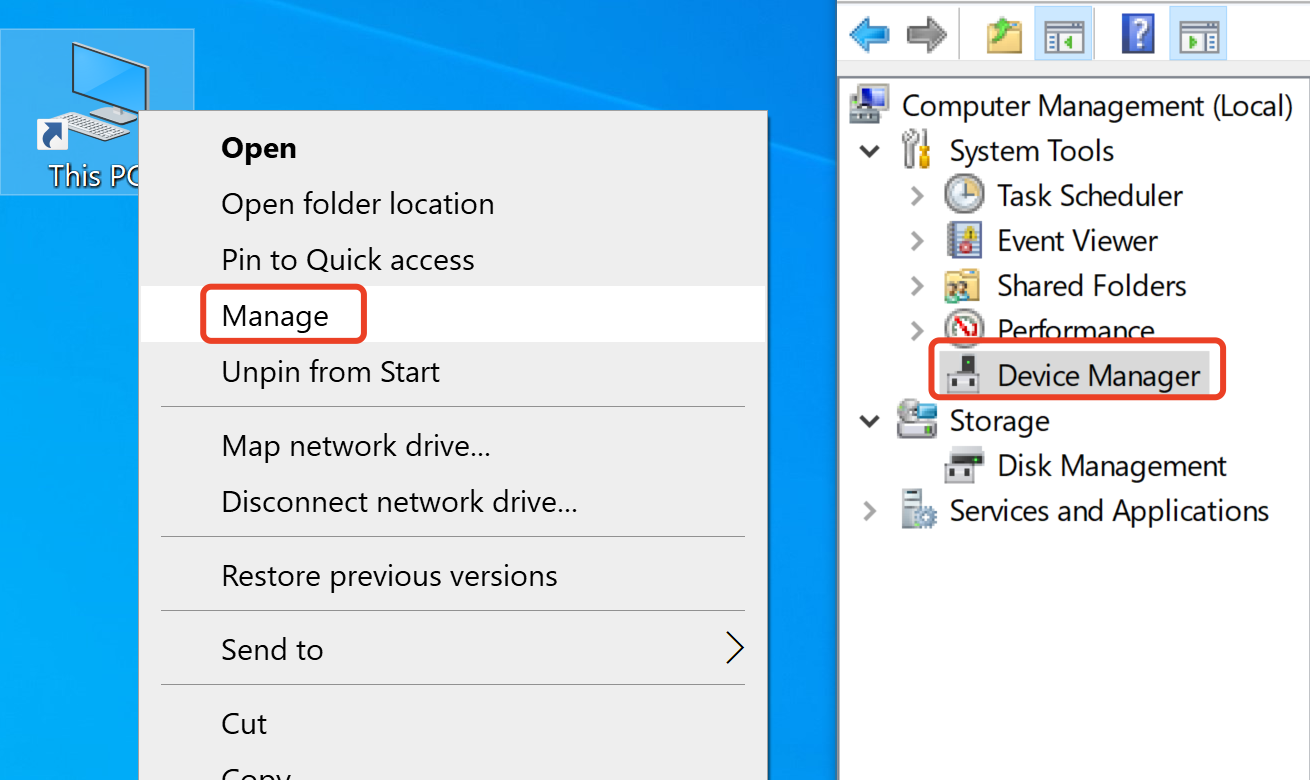 This PC
Open
Open folder location
Pin to Quick access
Manage
Unpin from Start
Map network drive...
Disconnect network drive...
Restore previous versions
Send to
Cut
Copy
Computer Management (Local)
System Tools
Task Scheduler
Event Viewer
Shared Folders
Performance
Device Manager
Storage
Disk Management
Services and Applications